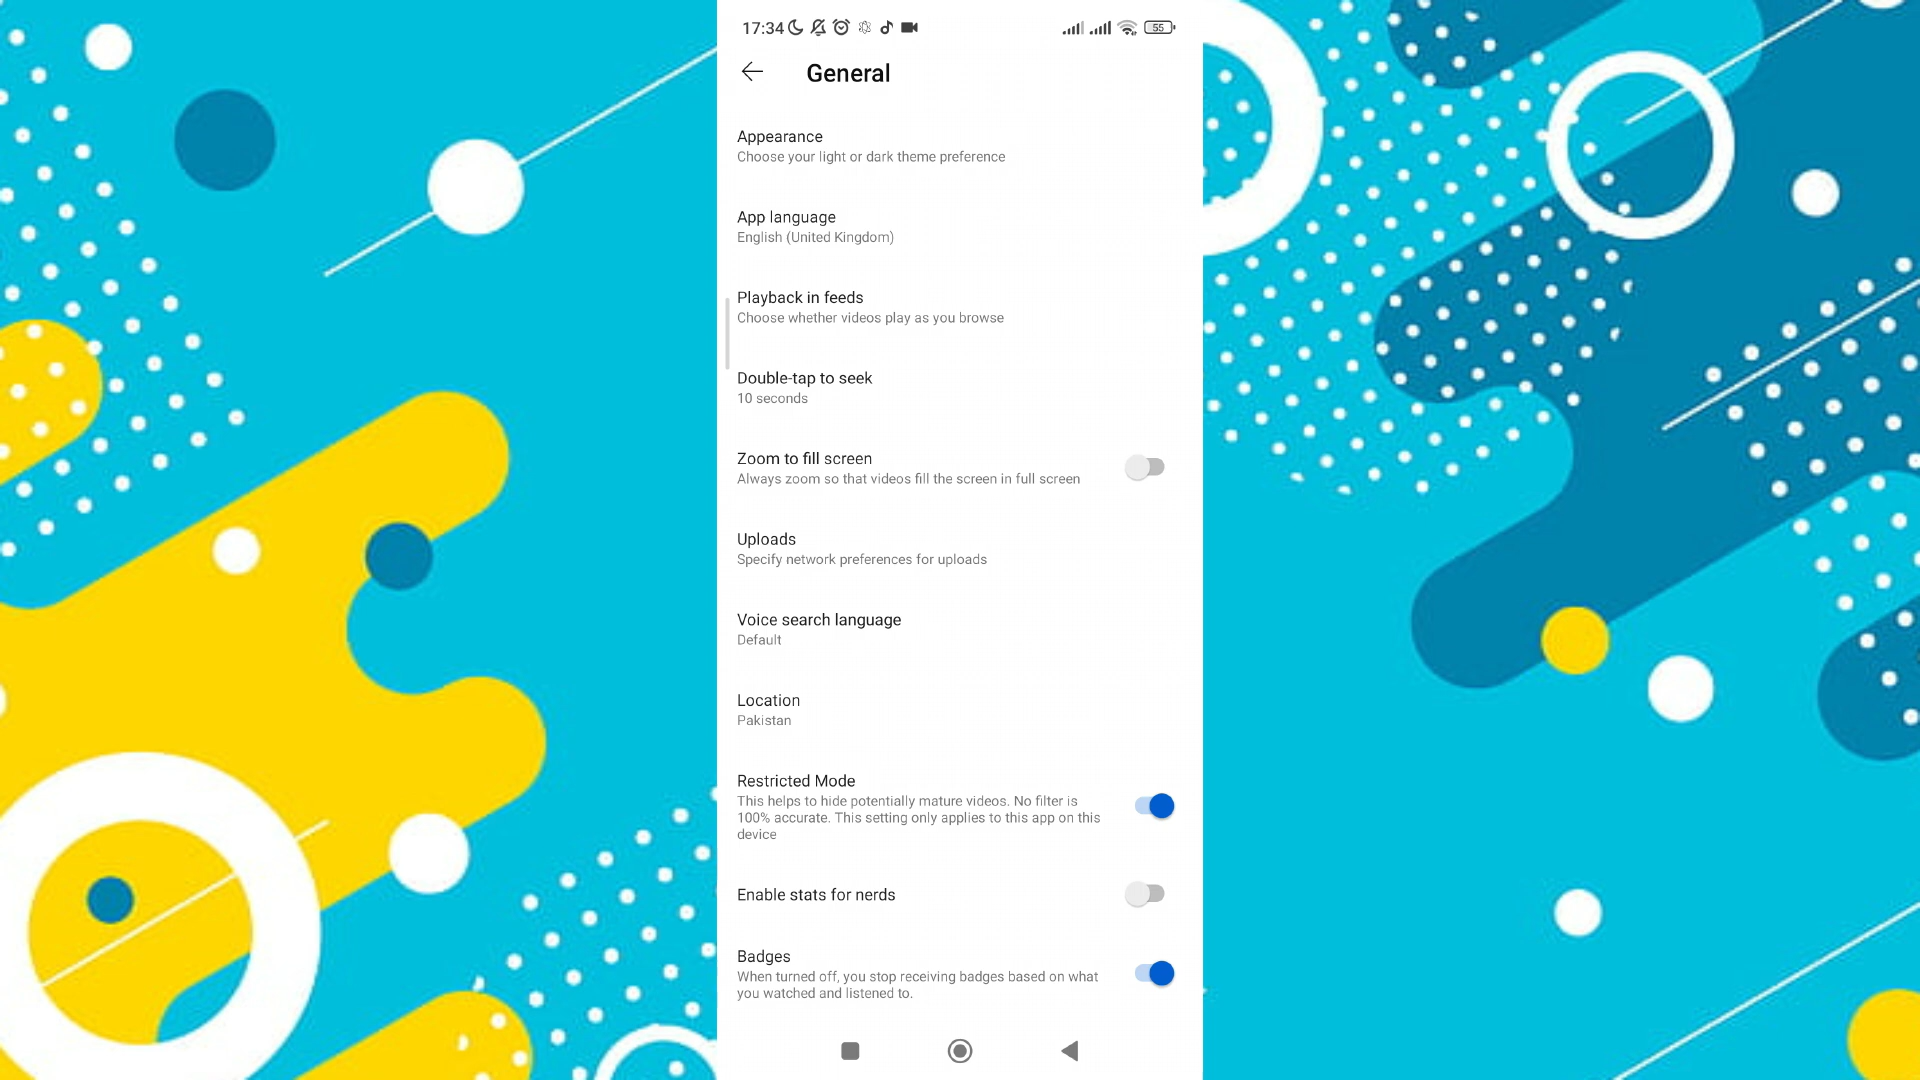 17:34
55
General
Appearance
Choose your light or dark theme preference
App language
English (United Kingdom)
Playback in feeds
Choose whether videos play as you browse
Double-tap to seek
10 seconds
Zoom to fill screen
Always zoom so that videos fill the screen in full screen
Uploads
Specify network preferences for uploads
Voice search language
Default
Location
Pakistan
Restricted Mode
This helps to hide potentially mature videos. No filter is
100% accurate. This setting only applies to this app on this
device
Enable stats for nerds
Badges
When turned off, you stop receiving badges based on what
you watched and listened to.